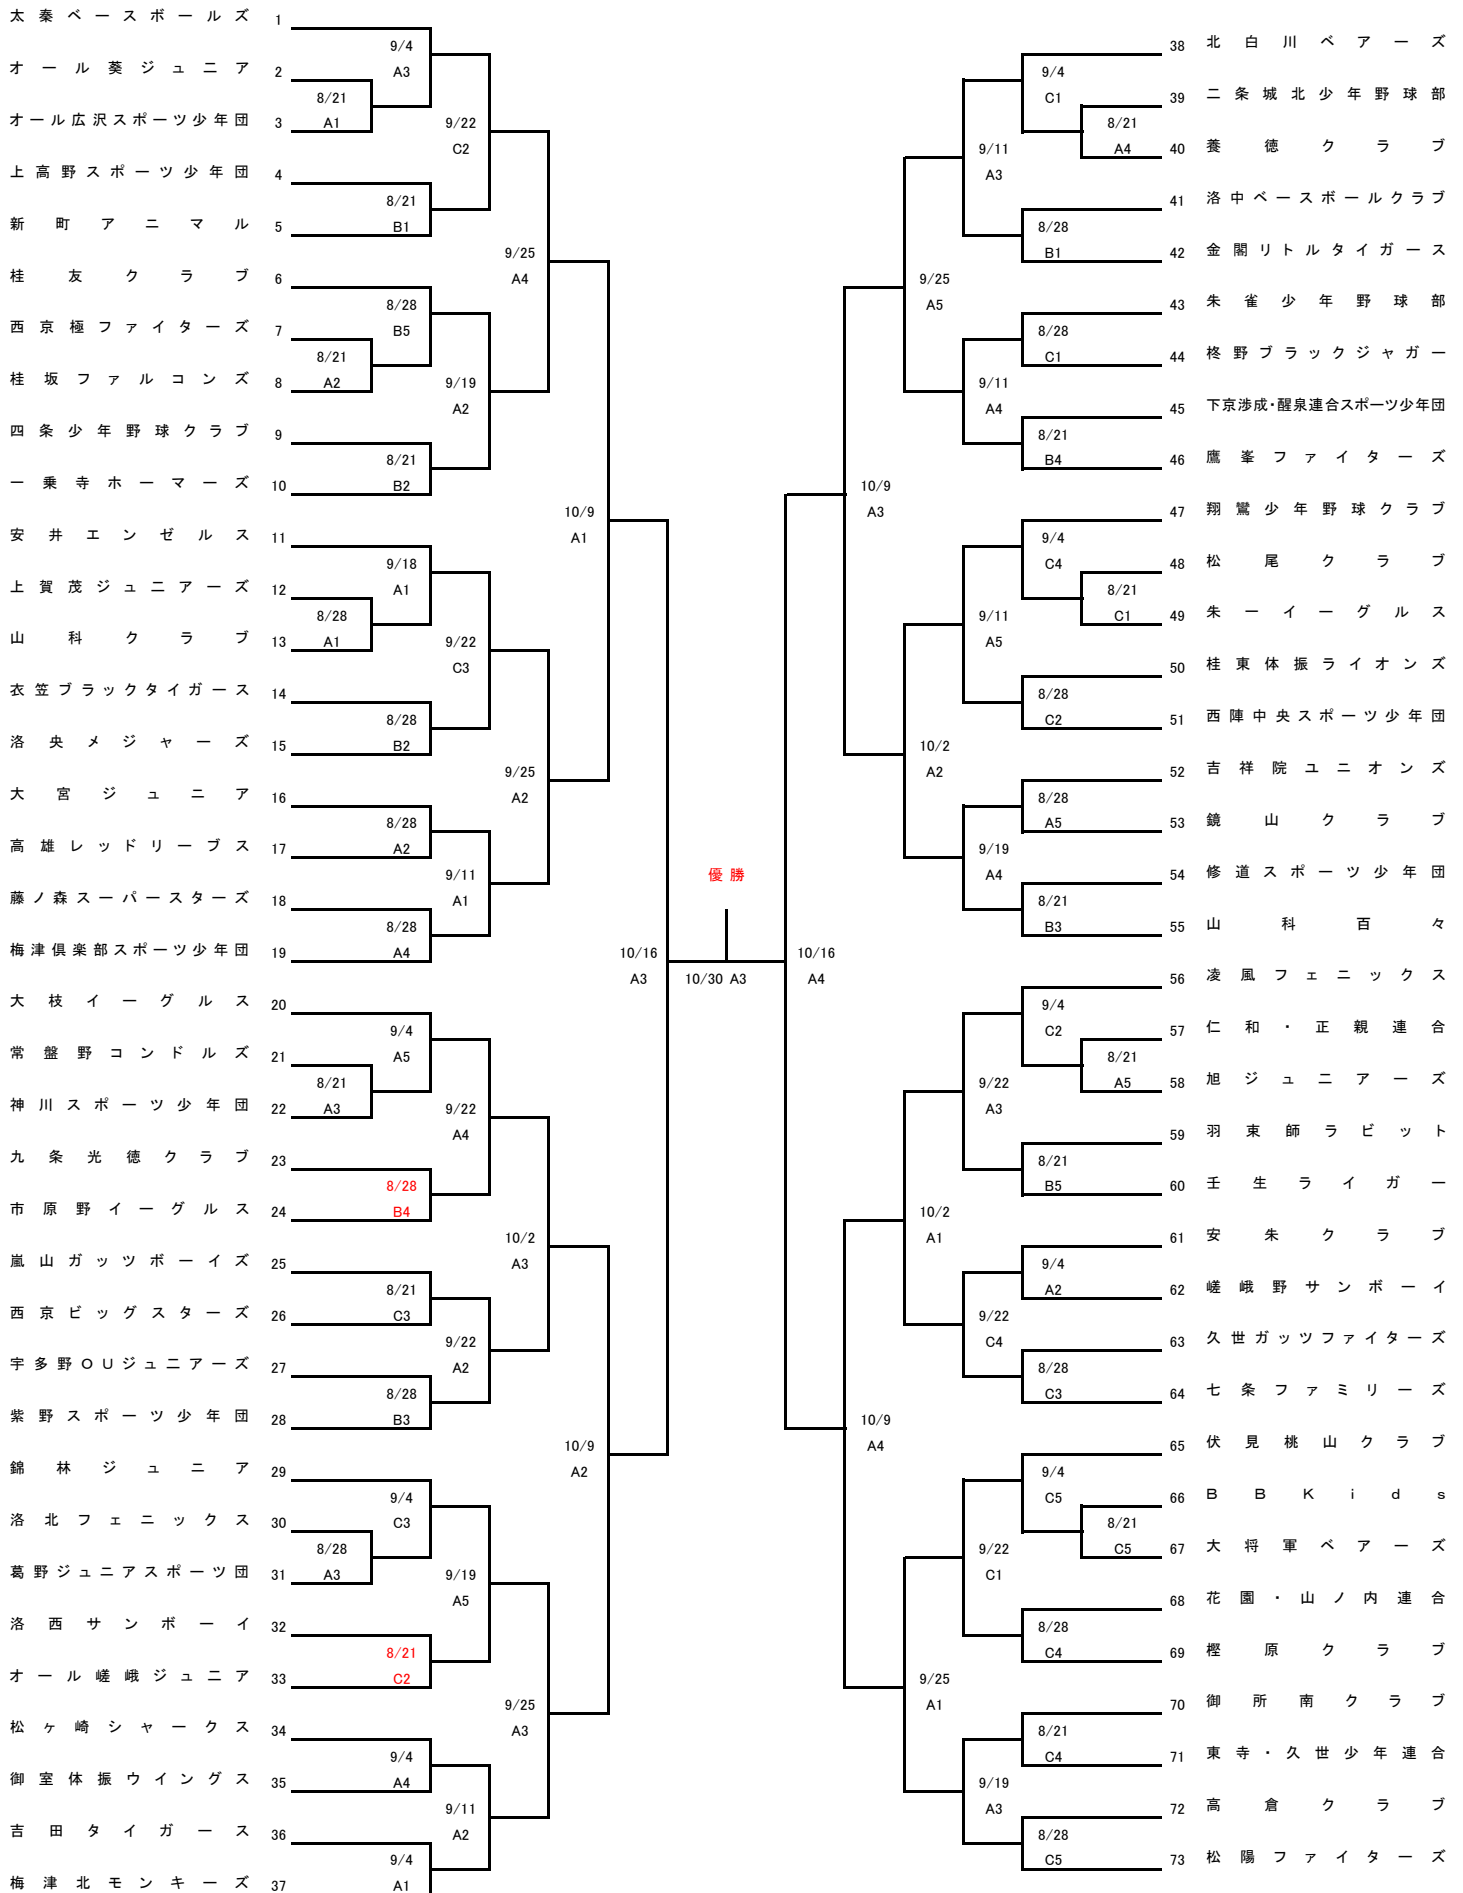 太秦ベースボールズ 1
9/4
A3
オール葵ジュニア 2
8/21
A1
オール広沢スポーツ少年団 3
9/22
C2
上高野スポーツ少年団 4
8/21
B1
新町アニマル 5
9/25
A4
桂友クラブ 6
8/28
B5
西京極ファイターズ 7
8/21
A2
桂坂ファルコンズ 8
9/19
A2
四条少年野球クラブ 9
8/21
B2
一乗寺ホーマーズ 10
10/9
A1
安井エンゼルス 11
9/18
A1
上賀茂ジュニアーズ 12
8/28
A1
山科クラブ 13
9/22
C3
衣笠ブラックタイガース 14
8/28
B2
洛央メジャーズ 15
9/25
A2
大宮ジュニア 16
8/28
A2
高雄レッドリーブス 17
9/11
A1
藤ノ森スーパースターズ 18
8/28
A4
梅津倶楽部スポーツ少年団 19
10/16
A3
大枝イーグルス 20
9/4
A5
常盤野コンドルズ 21
8/21
A3
神川スポーツ少年団 22
9/22
A4
九条光徳クラブ 23
8/28
B4
市原野イーグルス 24
10/2
A3
嵐山ガッツボーイズ 25
8/21
C3
西京ビッグスターズ 26
9/22
A2
宇多野OUジュニアーズ 27
8/28
B3
紫野スポーツ少年団 28
10/9
A2
錦林ジュニア 29
9/4
C3
洛北フェニックス 30
8/28
A3
葛野ジュニアスポーツ団 31
9/19
A5
洛西サンボーイ 32
8/21
C2
オール嵯峨ジュニア 33
9/25
A3
松ヶ崎シャークス 34
9/4
A4
御室体振ウイングス 35
9/11
A2
吉田タイガース 36
9/4
A1
梅津北モンキーズ 37
優勝
10/30 A3
38 北白川ベアーズ
9/4
C1
39 二条城北少年野球部
8/21
A4
40 養徳クラブ
9/11
A3
41 洛中ベースボールクラブ
8/28
B1
42 金閣リトルタイガース
9/25
A5
43 朱雀少年野球部
8/28
C1
44 柊野ブラックジャガー
9/11
A4
45 下京渉成・醒泉連合スポーツ少年団
8/21
B4
46 鷹峯ファイターズ
10/9
A3
47 翔鸞少年野球クラブ
9/4
C4
48 松尾クラブ
8/21
C1
49 朱一イーグルス
9/11
A5
50 桂東体振ライオンズ
8/28
C2
51 西陣中央スポーツ少年団
10/2
A2
52 吉祥院ユニオンズ
8/28
A5
53 鏡山クラブ
9/19
A4
54 修道スポーツ少年団
8/21
B3
55 山科百々
10/16
A4
56 凌風フェニックス
9/4
C2
57 仁和・正親連合
8/21
A5
58 旭ジュニアーズ
9/22
A3
59 羽束師ラビット
8/21
B5
60 壬生ライガー
10/2
A1
61 安朱クラブ
9/4
A2
62 嵯峨野サンボーイ
9/22
C4
63 久世ガッツファイターズ
8/28
C3
64 七条ファミリーズ
10/9
A4
65 伏見桃山クラブ
9/4
C5
66 BBKids
8/21
C5
67 大将軍ベアーズ
9/22
C1
68 花園・山ノ内連合
8/28
C4
69 樫原クラブ
9/25
A1
70 御所南クラブ
8/21
C4
71 東寺・久世少年連合
9/19
A3
72 高倉クラブ
8/28
C5
73 松陽ファイターズ